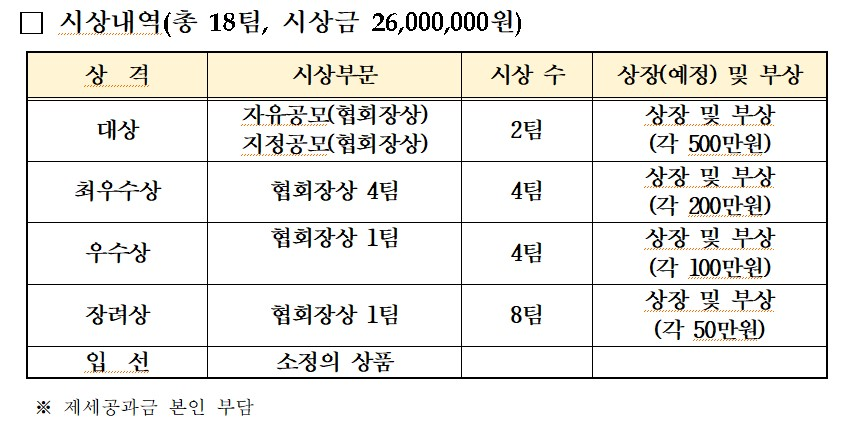 □ 시상내역(총 18팀, 시상금 26,000,000원)
상 격 시상부문 시상 수 상장(예정) 및 부상
대상 자유공모(협회장상) 2팀 상장 및 부상
지정공모(협회장상) (각 500만원)
최우수상 협회장상 4팀 4팀 상장 및 부상
(각 200만원)
우수상 협회장상 1팀 4팀 상장 및 부상
(각 100만원)
장려상 협회장상 1팀 8팀 상장 및 부상
(각 50만원)
입 선 소정의 상품
※ 제세공과금 본인 부담